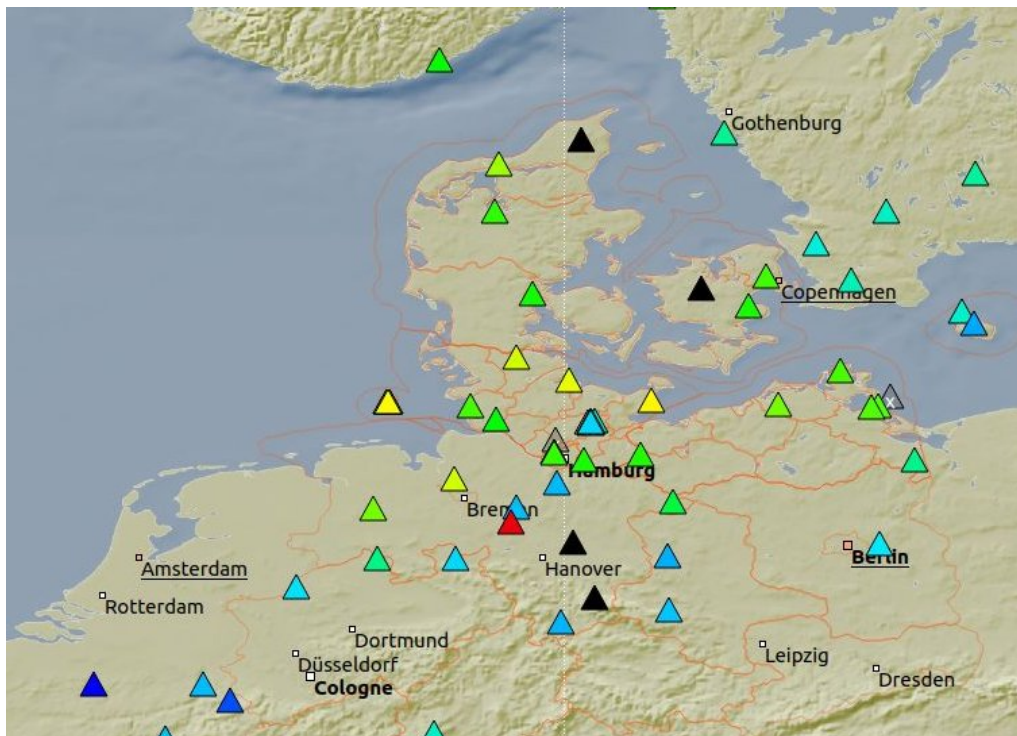 Gothenburg
Copenhagen
x
Hamburg
Bremen
Berlin
Amsterdam
Hanover
Rotterdam
Dortmund
Leipzig
Düsseldorf
Dresden
Cologne